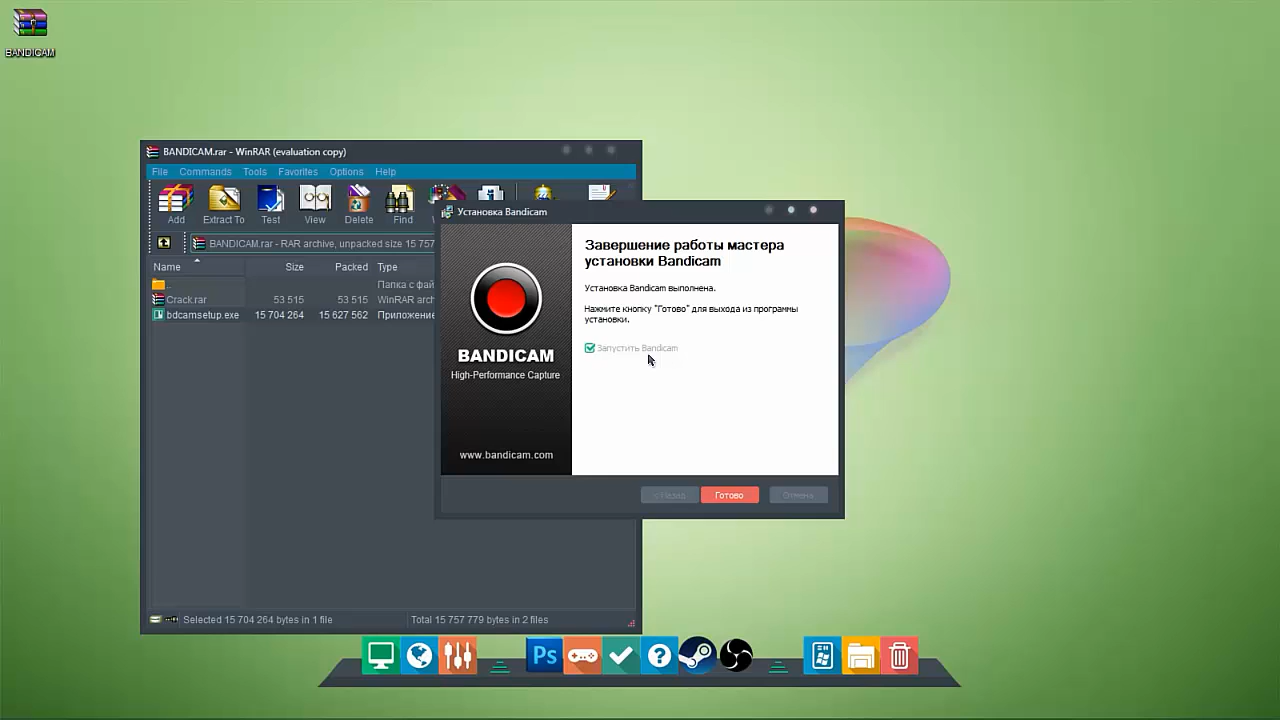 BANDICAM
BANDICAM.rar - WinRAR (evaluation copy)
File Commands Tools Favorites Options Help
Add Extract To Test View Delete Find
BANDICAM.rar - RAR archive, unpacked size 15 757
Name Size Packed Type
.. Папка с фай
Crack.rar 53 515 53 515 WinRAR arch
bdcamsetup.exe 15 704 264 15 627 562 Приложение
Selected 15 704 264 bytes in 1 file
Total 15 757 779 bytes in 2 files
Установка Bandicam
BANDICAM
High-Performance Capture
www.bandicam.com
Завершение работы мастера
установки Bandicam
Установка Bandicam выполнена.
Нажмите кнопку "Готово" для выхода из программы
установки.
Запустить Bandicam
< Назад Готово Отмена
Ps